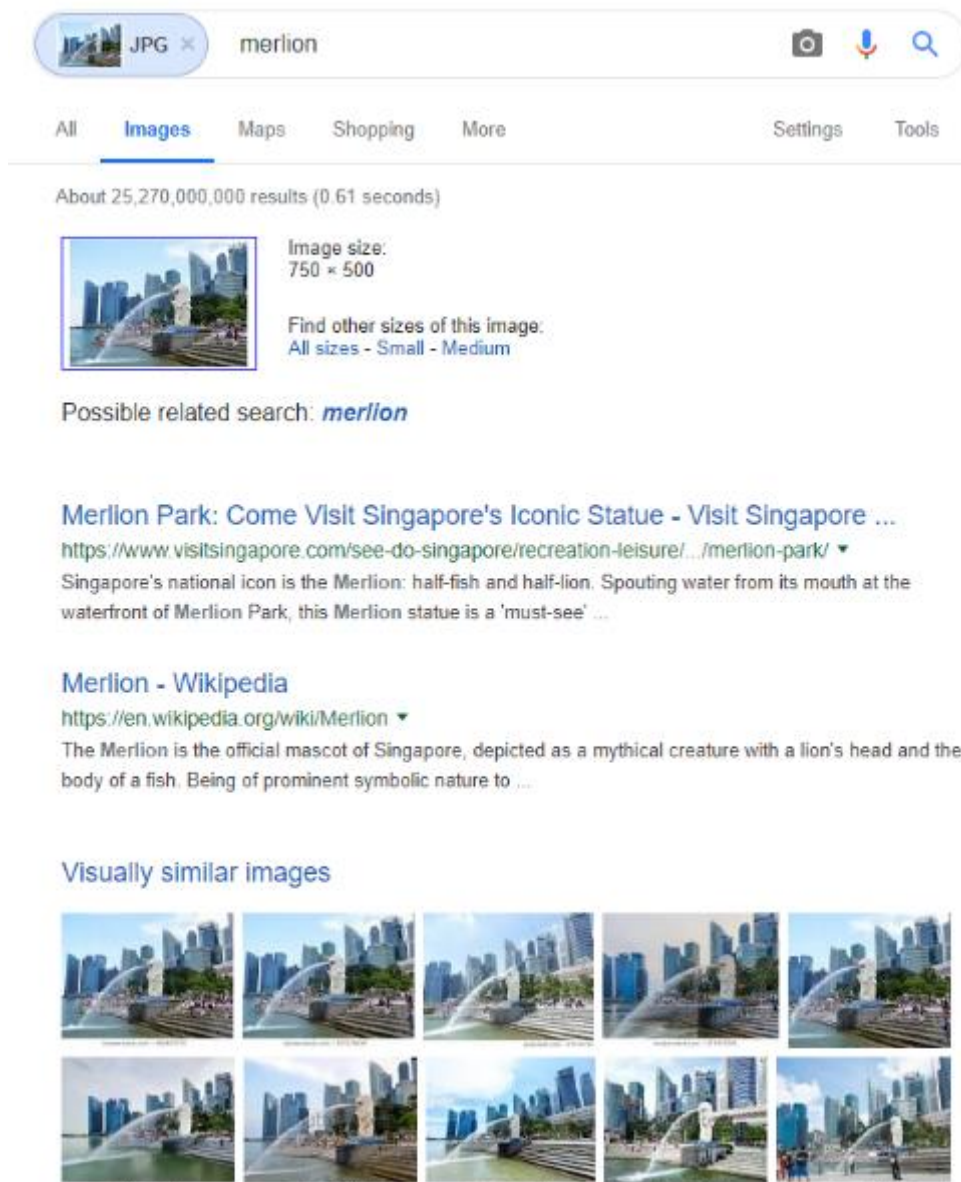 JPG × merlion
All Images Maps Shopping More Settings Tools
About 25,270,000,000 results (0.61 seconds)
Image size:
750 × 500
Find other sizes of this image:
All sizes - Small - Medium
Possible related search: merlion
Merlion Park: Come Visit Singapore's Iconic Statue - Visit Singapore ...
https://www.visitsingapore.com/see-do-singapore/recreation-leisure/.../merlion-park/
Singapore's national icon is the Merlion: half-fish and half-lion. Spouting water from its mouth at the
waterfront of Merlion Park, this Merlion statue is a 'must-see' ...
Merlion - Wikipedia
https://en.wikipedia.org/wiki/Merlion
The Merlion is the official mascot of Singapore, depicted as a mythical creature with a lion's head and the
body of a fish. Being of prominent symbolic nature to ...
Visually similar images